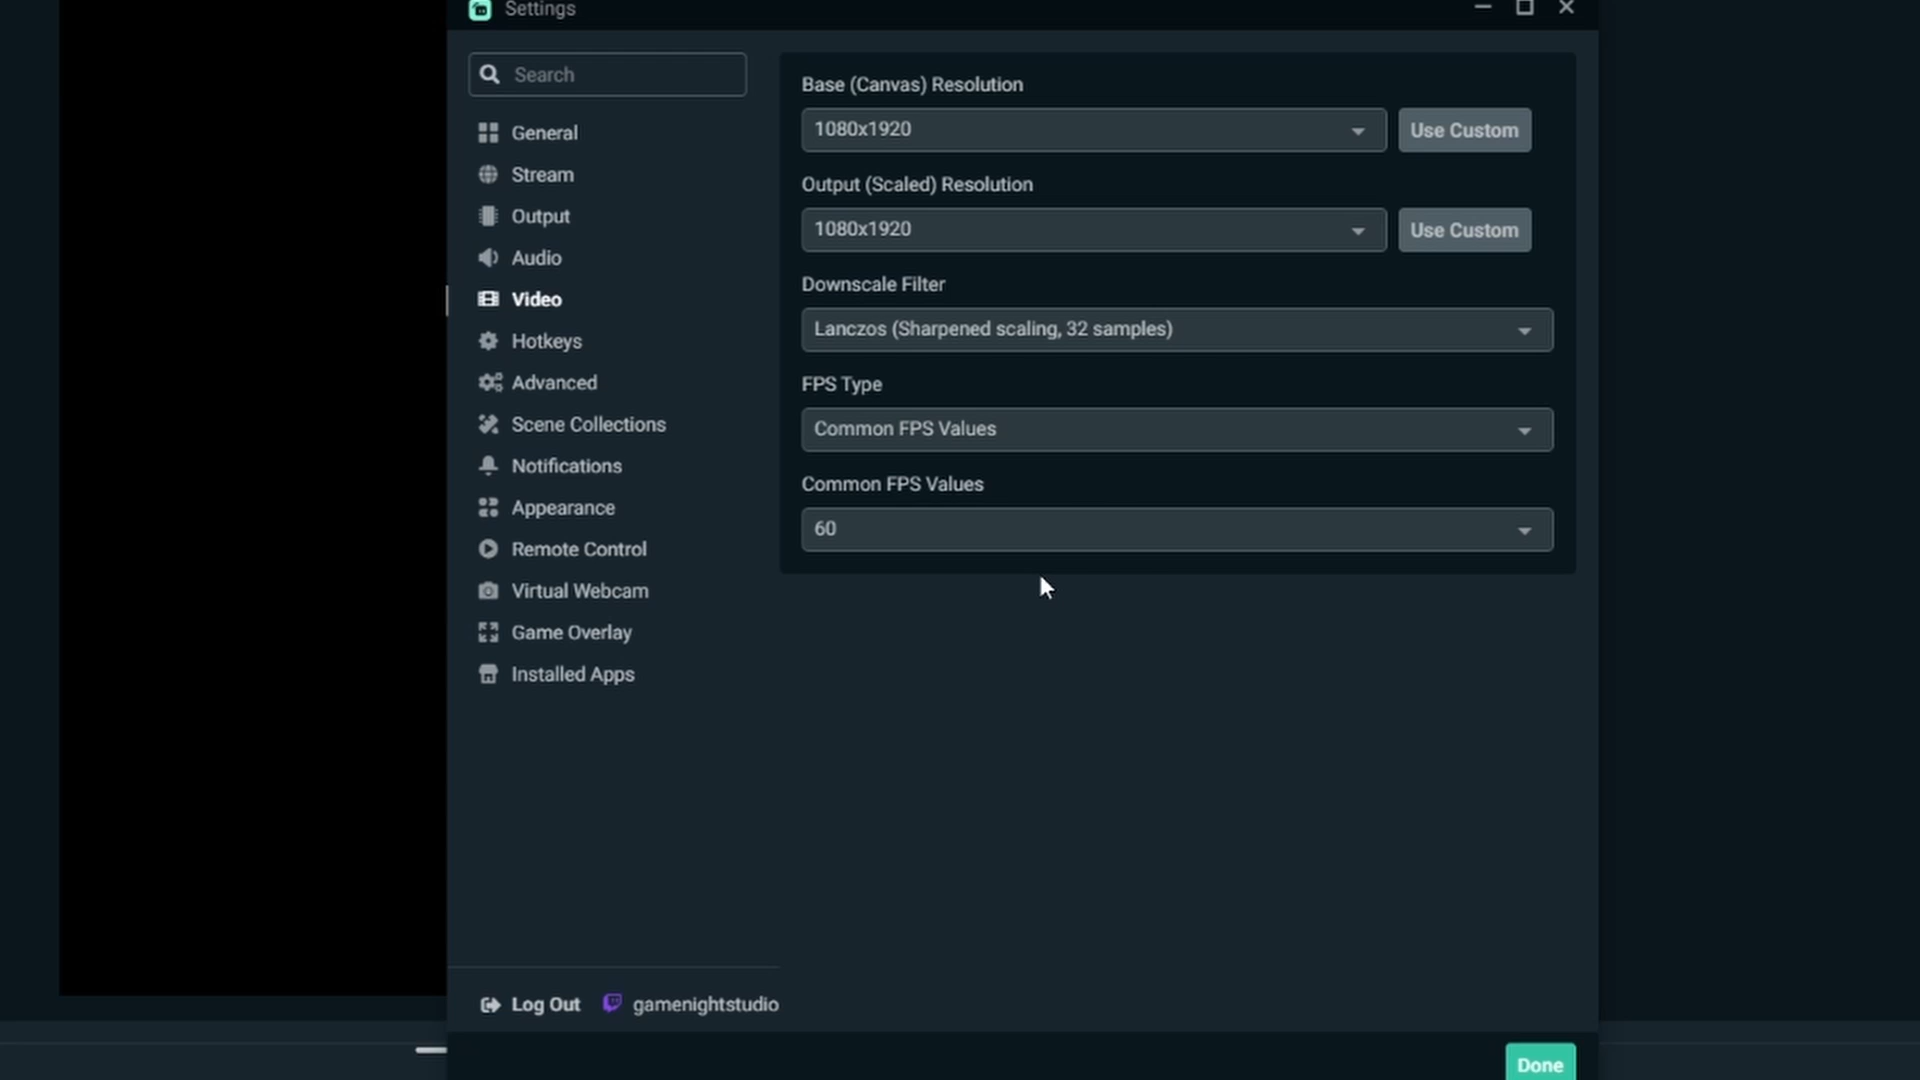 Settings
Search
General
Stream
Output
Audio
Video
Hotkeys
Advanced
Scene Collections
Notifications
Appearance
Remote Control
Virtual Webcam
Game Overlay
Installed Apps
Log Out gamenightstudio
Base (Canvas) Resolution
1080x1920 Use Custom
Output (Scaled) Resolution
1080x1920 Use Custom
Downscale Filter
Lanczos (Sharpened scaling, 32 samples)
FPS Type
Common FPS Values
Common FPS Values
60
Done